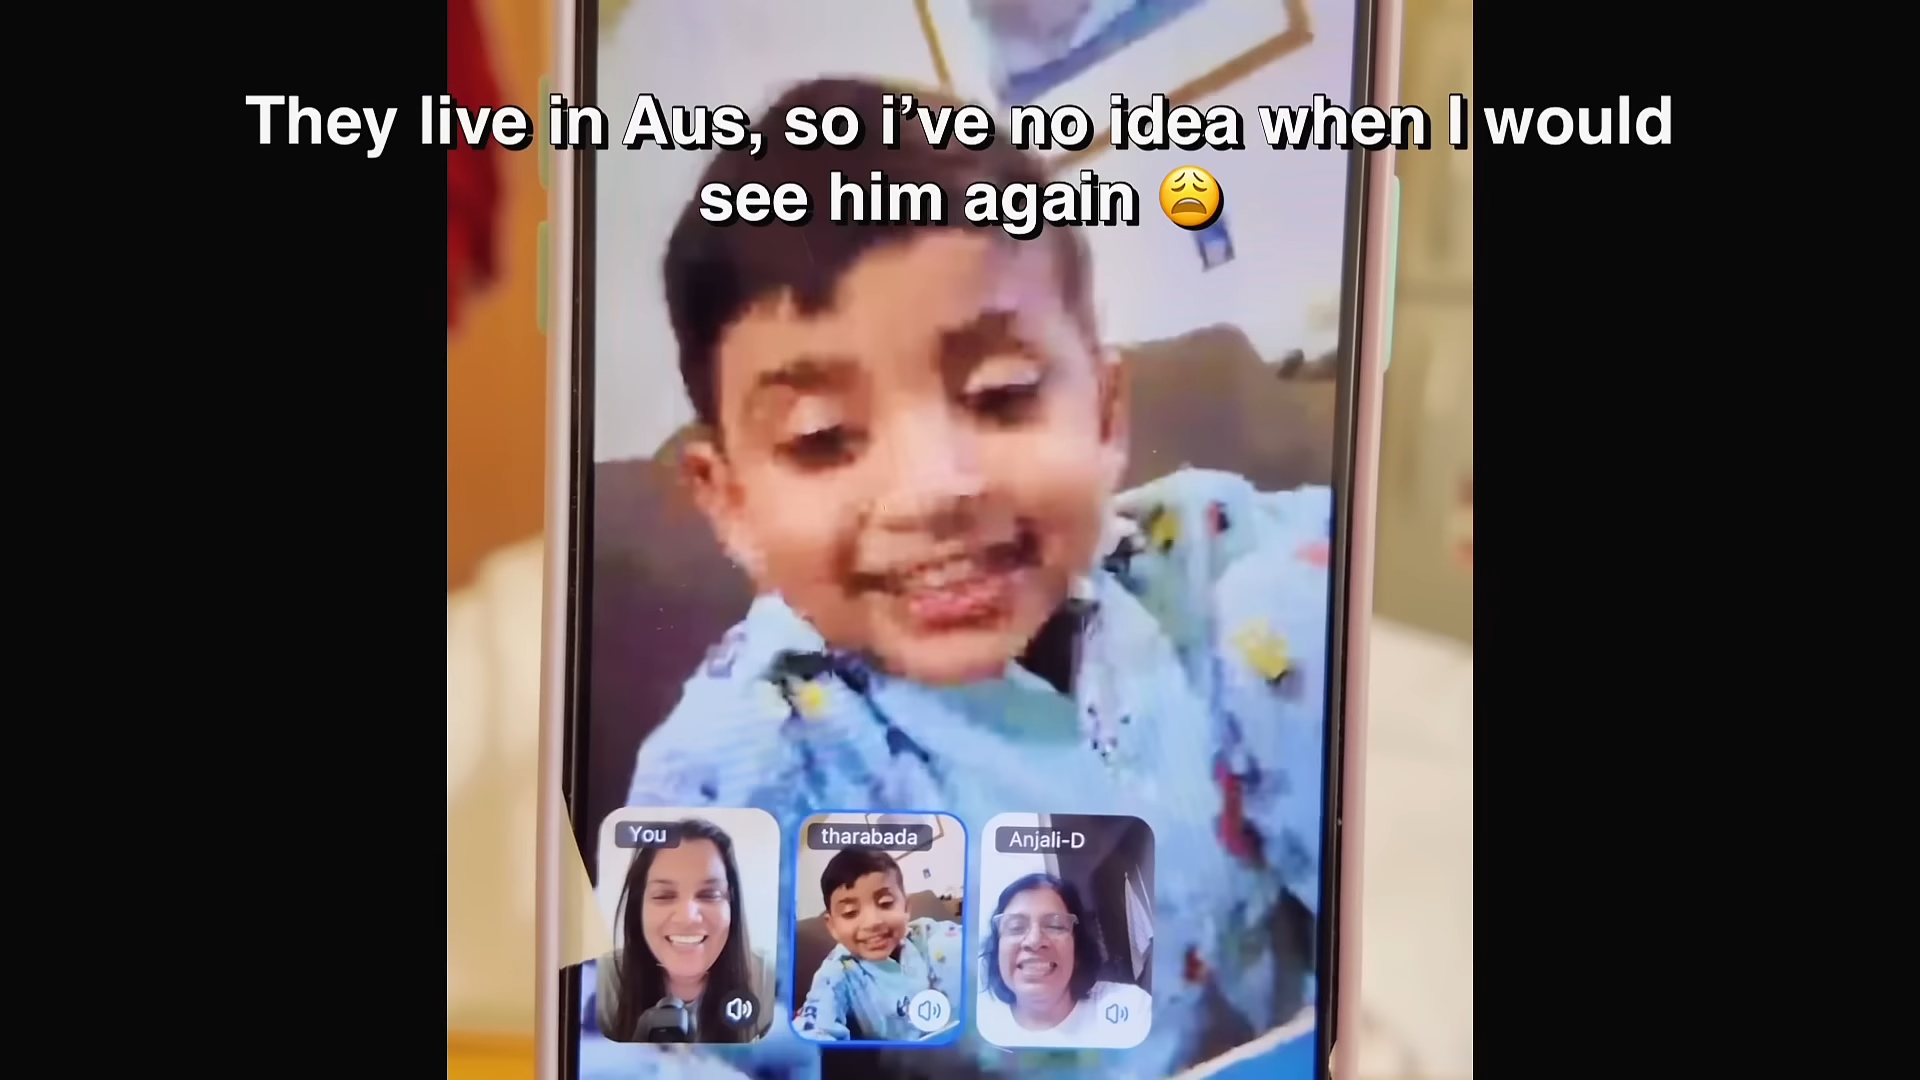 They live in Aus, so i’ve no idea when I would
see him again 😩
You
tharabada
Anjali-D